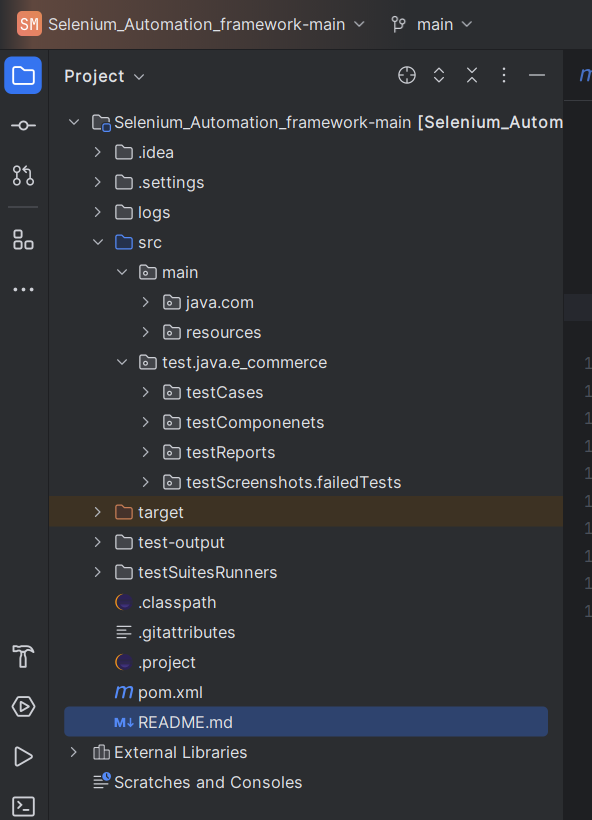 SM Selenium_Automation_framework-main main
Project
Selenium_Automation_framework-main [Selenium_Autom
.idea
.settings
logs
src
main
java.com
resources
test.java.e_commerce
testCases
testComponenets
testReports
testScreenshots.failedTests
target
test-output
testSuitesRunners
.classpath
.gitattributes
.project
m pom.xml
M↓ README.md
External Libraries
Scratches and Consoles